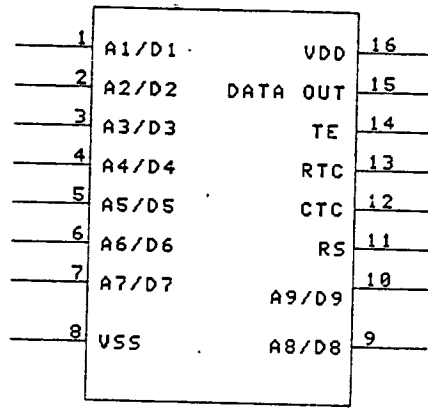 1 A1/D1 VDD 16
2 A2/D2 DATA OUT 15
3 A3/D3 TE 14
4 A4/D4 RTC 13
5 A5/D5 CTC 12
6 A6/D6 RS 11
7 A7/D7 A9/D9 10
8 VSS A8/D8 9